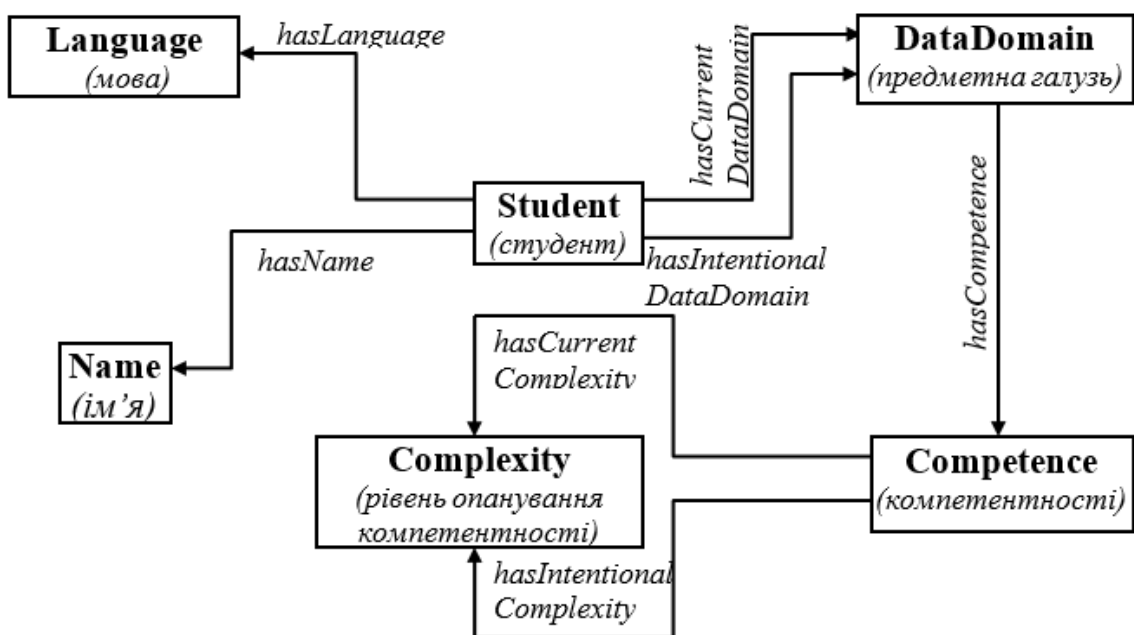 Language
(мова)
hasLanguage
hasCurrent
DataDomain
DataDomain
(предметна галузь)
Student
(студент)
hasName
hasIntentional
DataDomain
hasCompetence
Name
(ім’я)
hasCurrent
Complexity
Complexity
(рівень опанування
компетентності)
Competence
(компетентності)
hasIntentional
Complexity